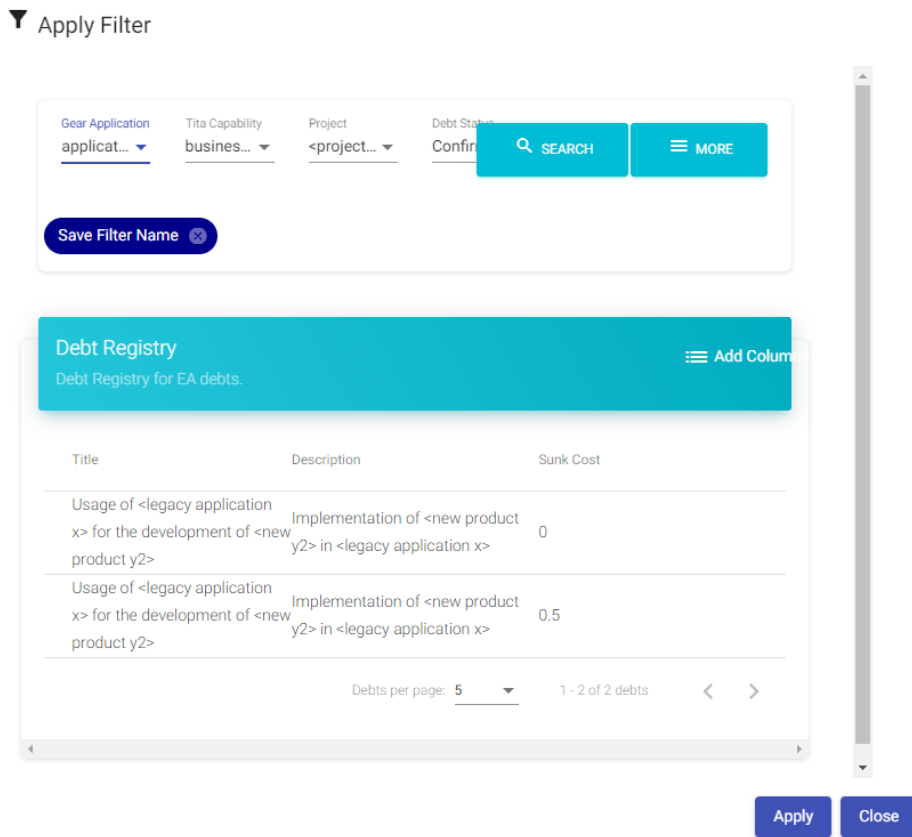 Apply Filter
Gear Application Tita Capability Project Debt Status
applicat... busines... <project... Confir
SEARCH MORE
Save Filter Name
Debt Registry
Debt Registry for EA debts.
Add Column
Title Description Sunk Cost
Usage of <legacy application
x> for the development of <new
product y2>
Implementation of <new product
y2> in <legacy application x>
0
Usage of <legacy application
x> for the development of <new
product y2>
Implementation of <new product
y2> in <legacy application x>
0.5
Debts per page: 5 1 - 2 of 2 debts
Apply Close